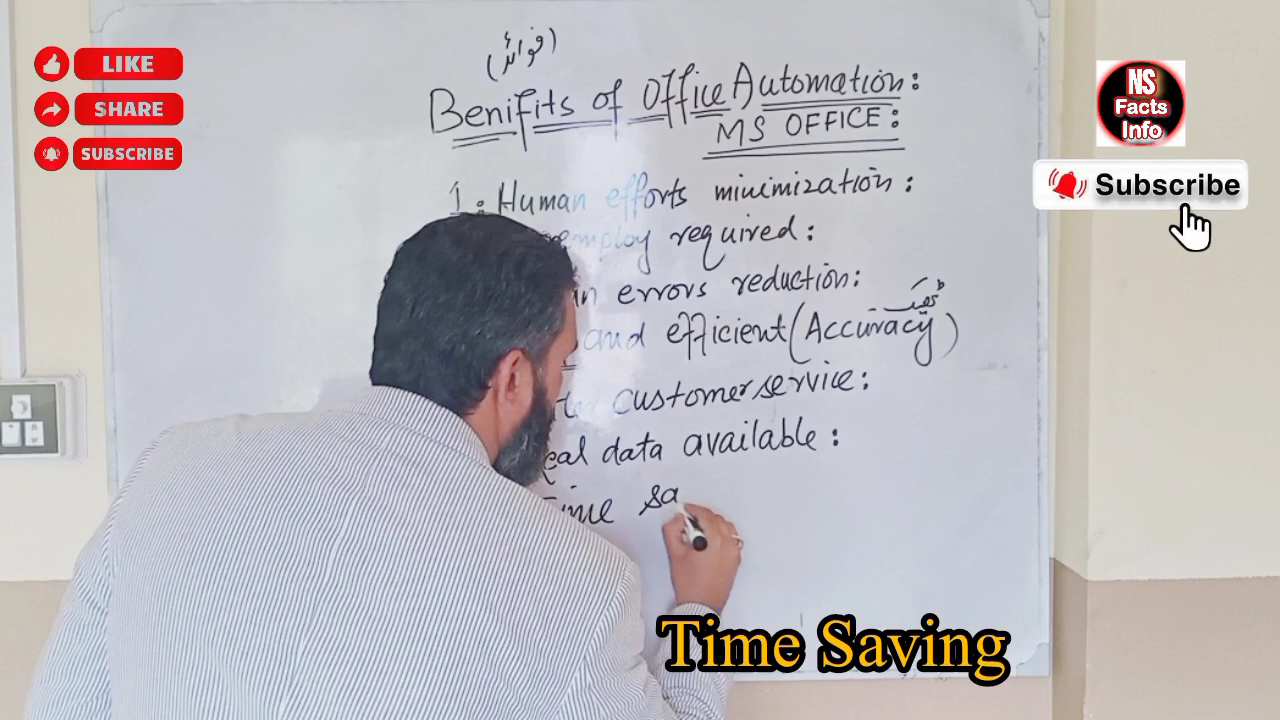 LIKE
SHARE
SUBSCRIBE
NS
Facts
Info
Subscribe
(فوائد)
Benifits of Office Automation:
MS OFFICE:
1: Human efforts minimization:
employ required:
errors reduction:
ٹھیک
and efficient (Accuracy)
customer service:
data available:
sa
Time Saving